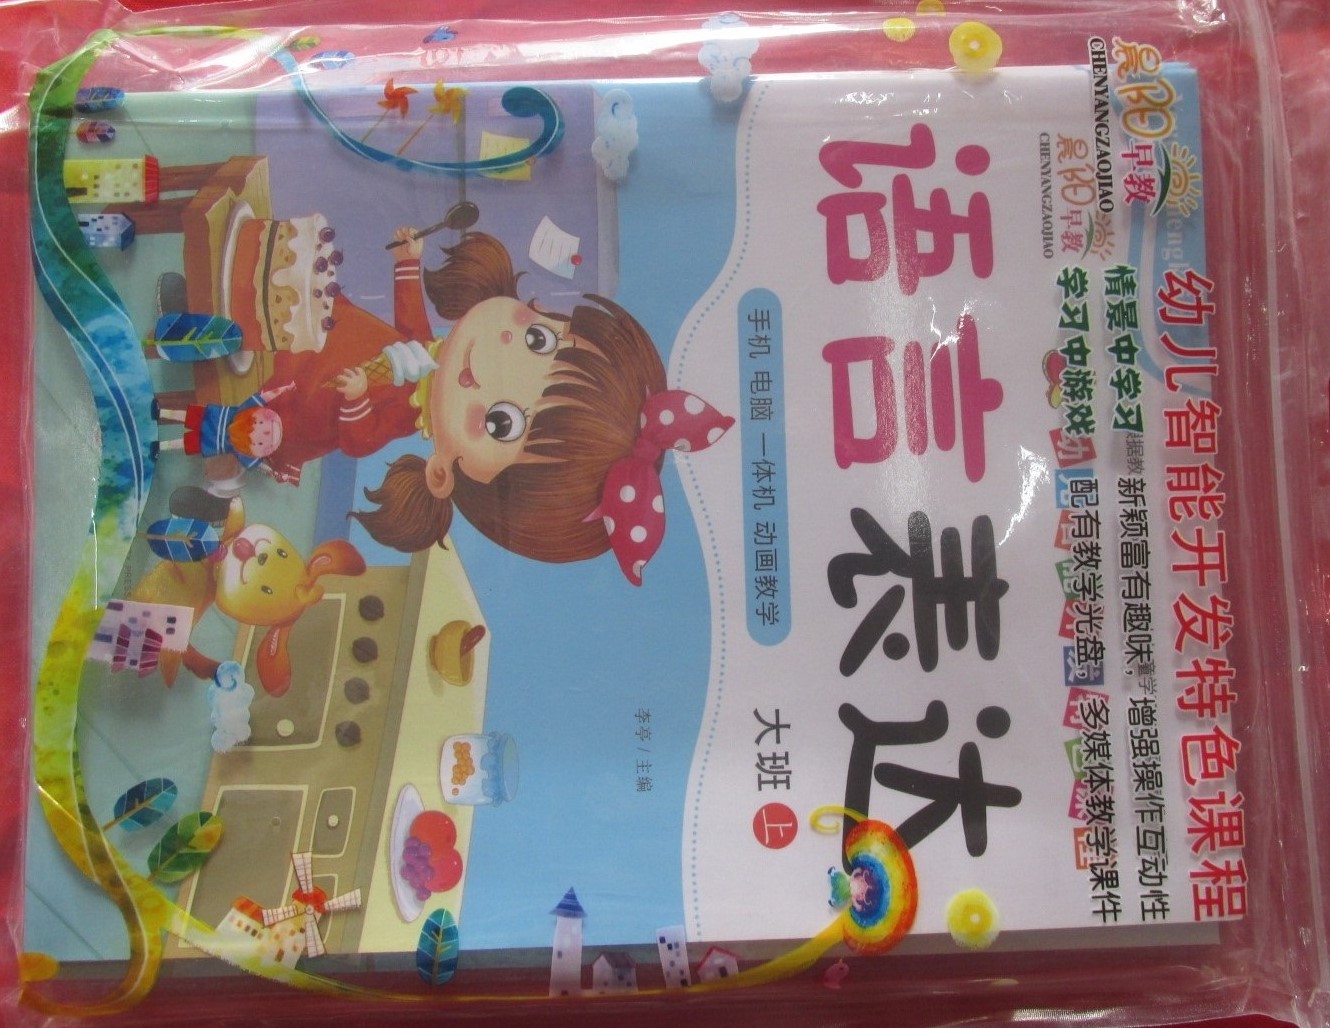 晨阳早教
CHENYANGZAOJIAO
晨阳早教
CHENYANGZAOJIAO
幼儿智能开发特色课程
情景中学习
学习中游戏
新颖富有趣味，增强操作互动性
配有教学光盘，多媒体教学课件
语言表达
手机 电脑 一体机 动画教学
大班 上
李亭/主编